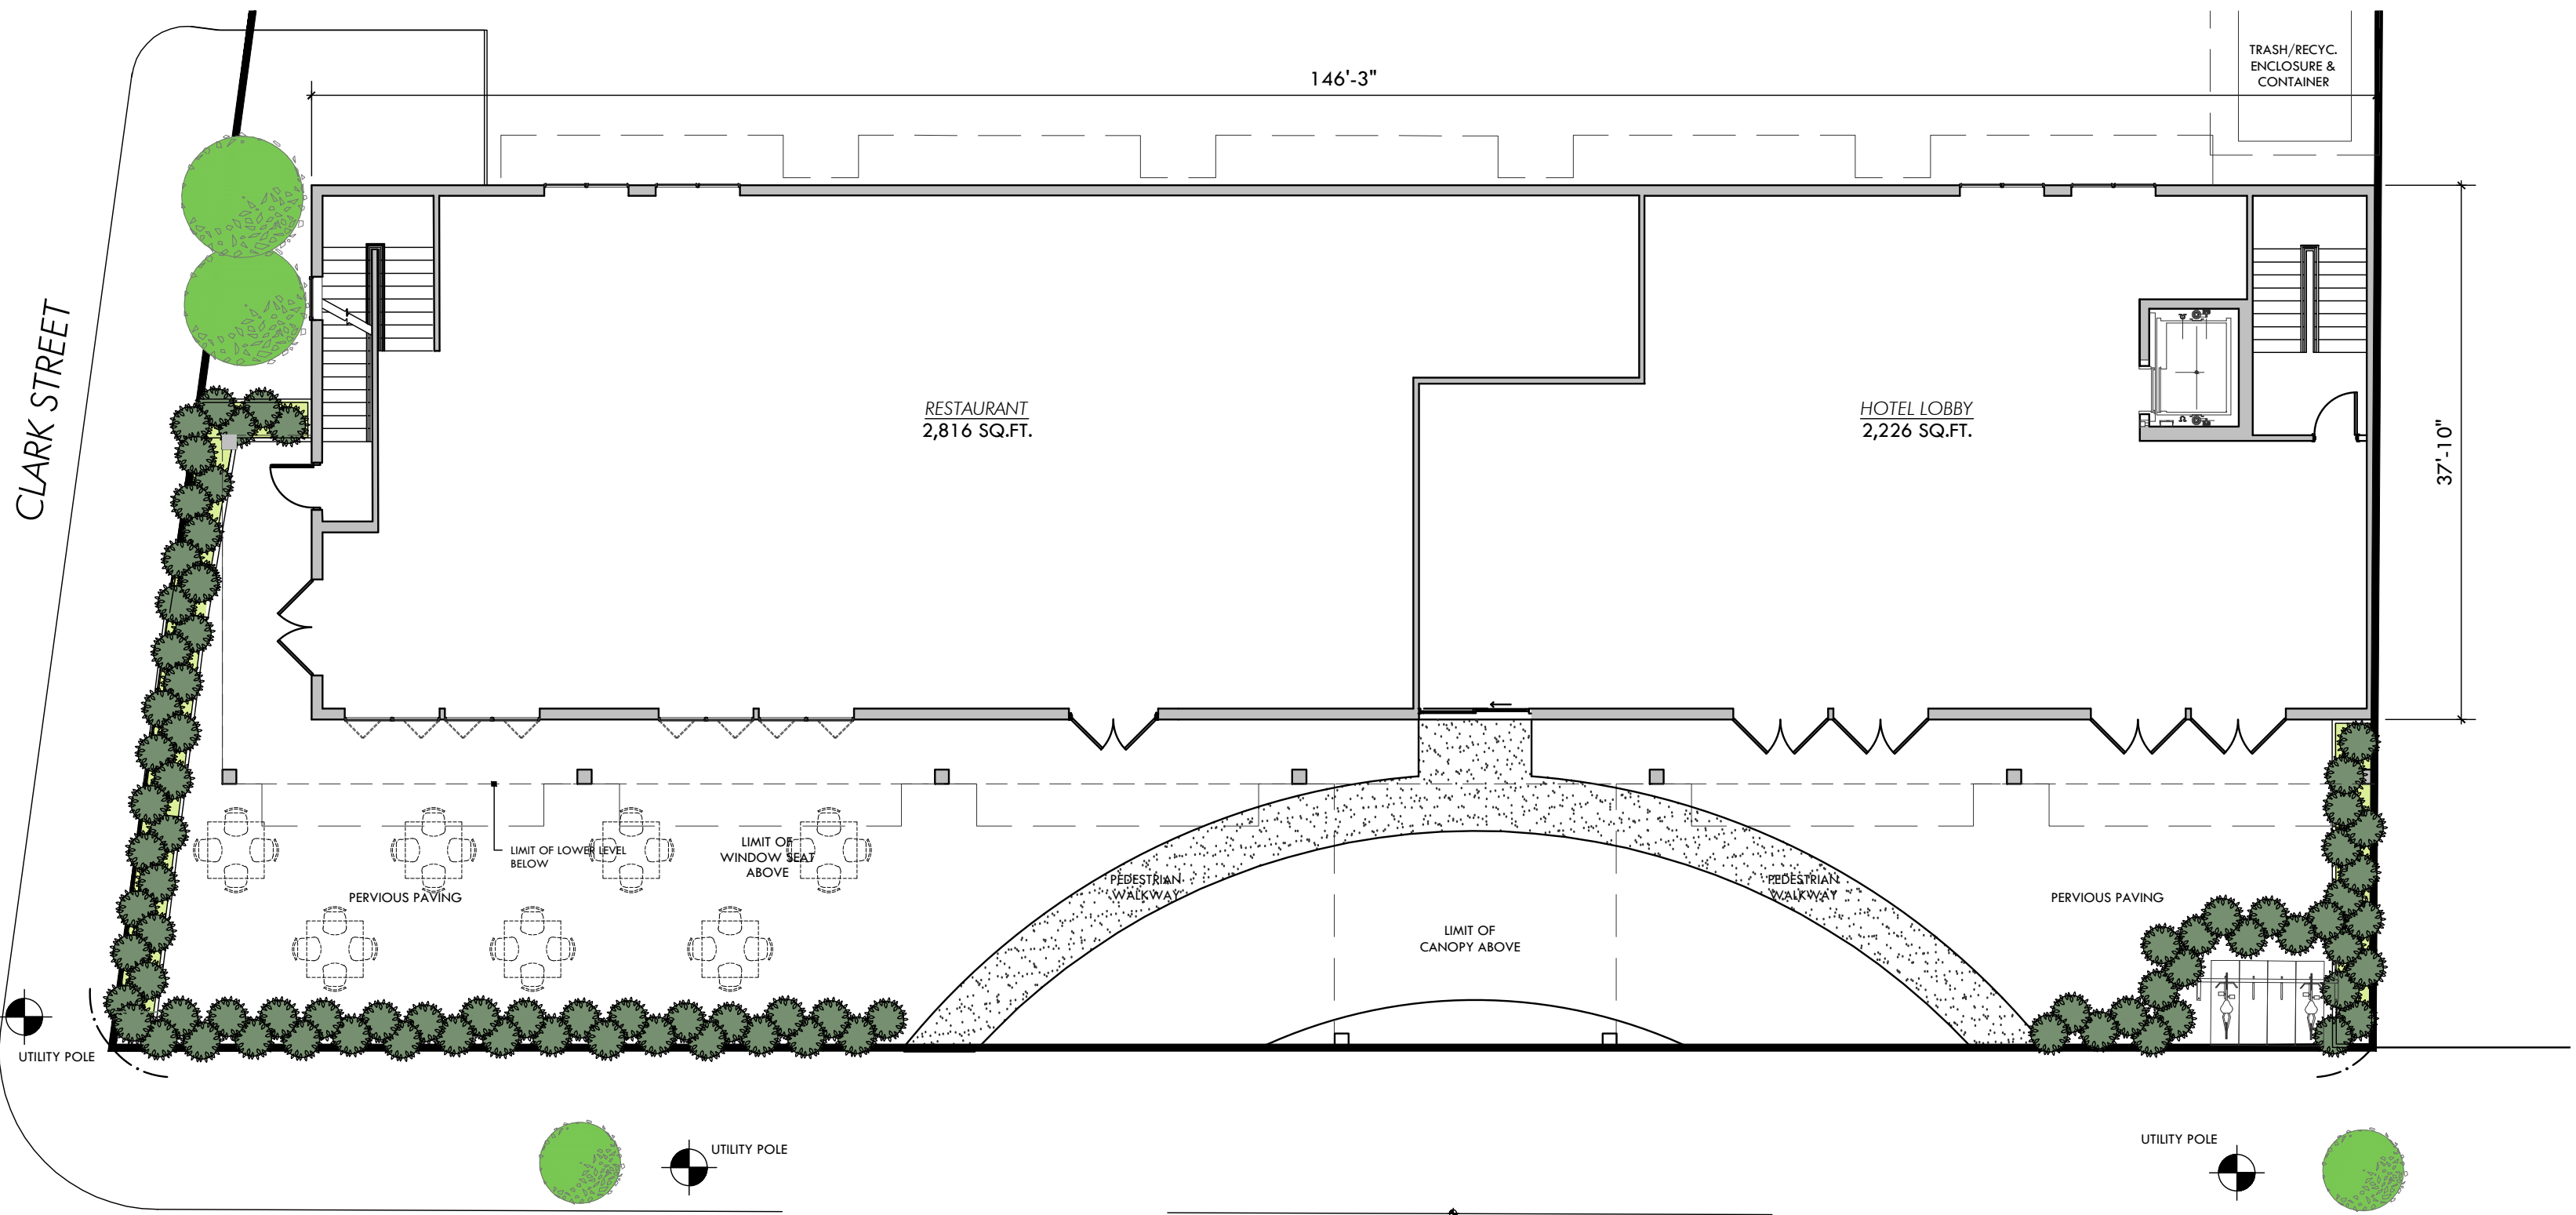 TRASH/RECYC.
ENCLOSURE &
CONTAINER
146'-3"
CLARK STREET
RESTAURANT
2,816 SQ.FT.
HOTEL LOBBY
2,226 SQ.FT.
37'-10"
LIMIT OF LOWER LEVEL
BELOW
LIMIT OF
WINDOW SEAT
ABOVE
PERVIOUS PAVING
PEDESTRIAN
WALKWAY
PEDESTRIAN
WALKWAY
PERVIOUS PAVING
LIMIT OF
CANOPY ABOVE
UTILITY POLE
UTILITY POLE
UTILITY POLE